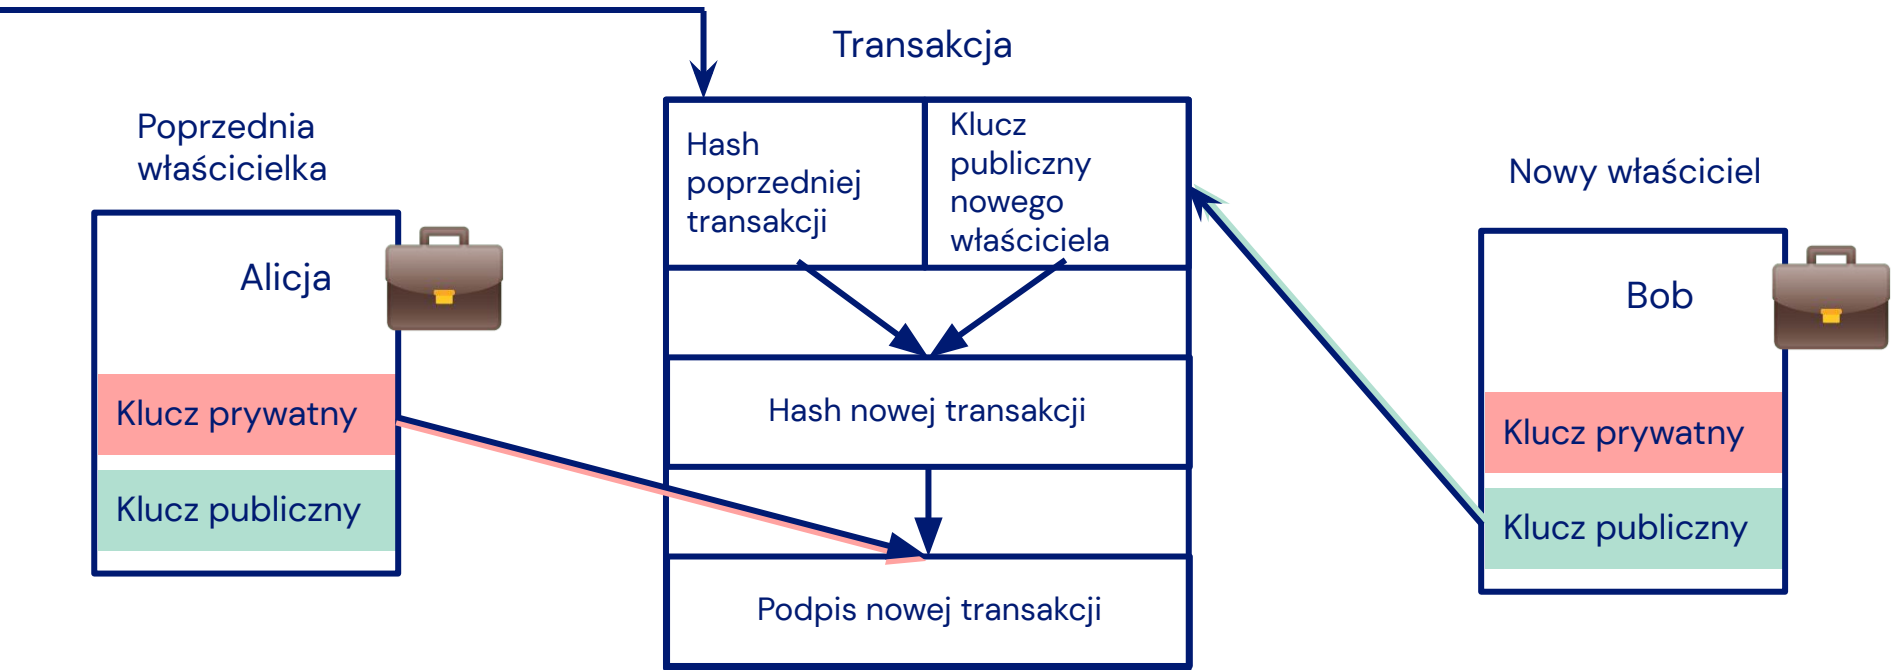 Transakcja
Poprzednia
właścicielka
Alicja
Klucz prywatny
Klucz publiczny
Hash
poprzedniej
transakcji
Klucz
publiczny
nowego
właściciela
Hash nowej transakcji
Podpis nowej transakcji
Nowy właściciel
Bob
Klucz prywatny
Klucz publiczny